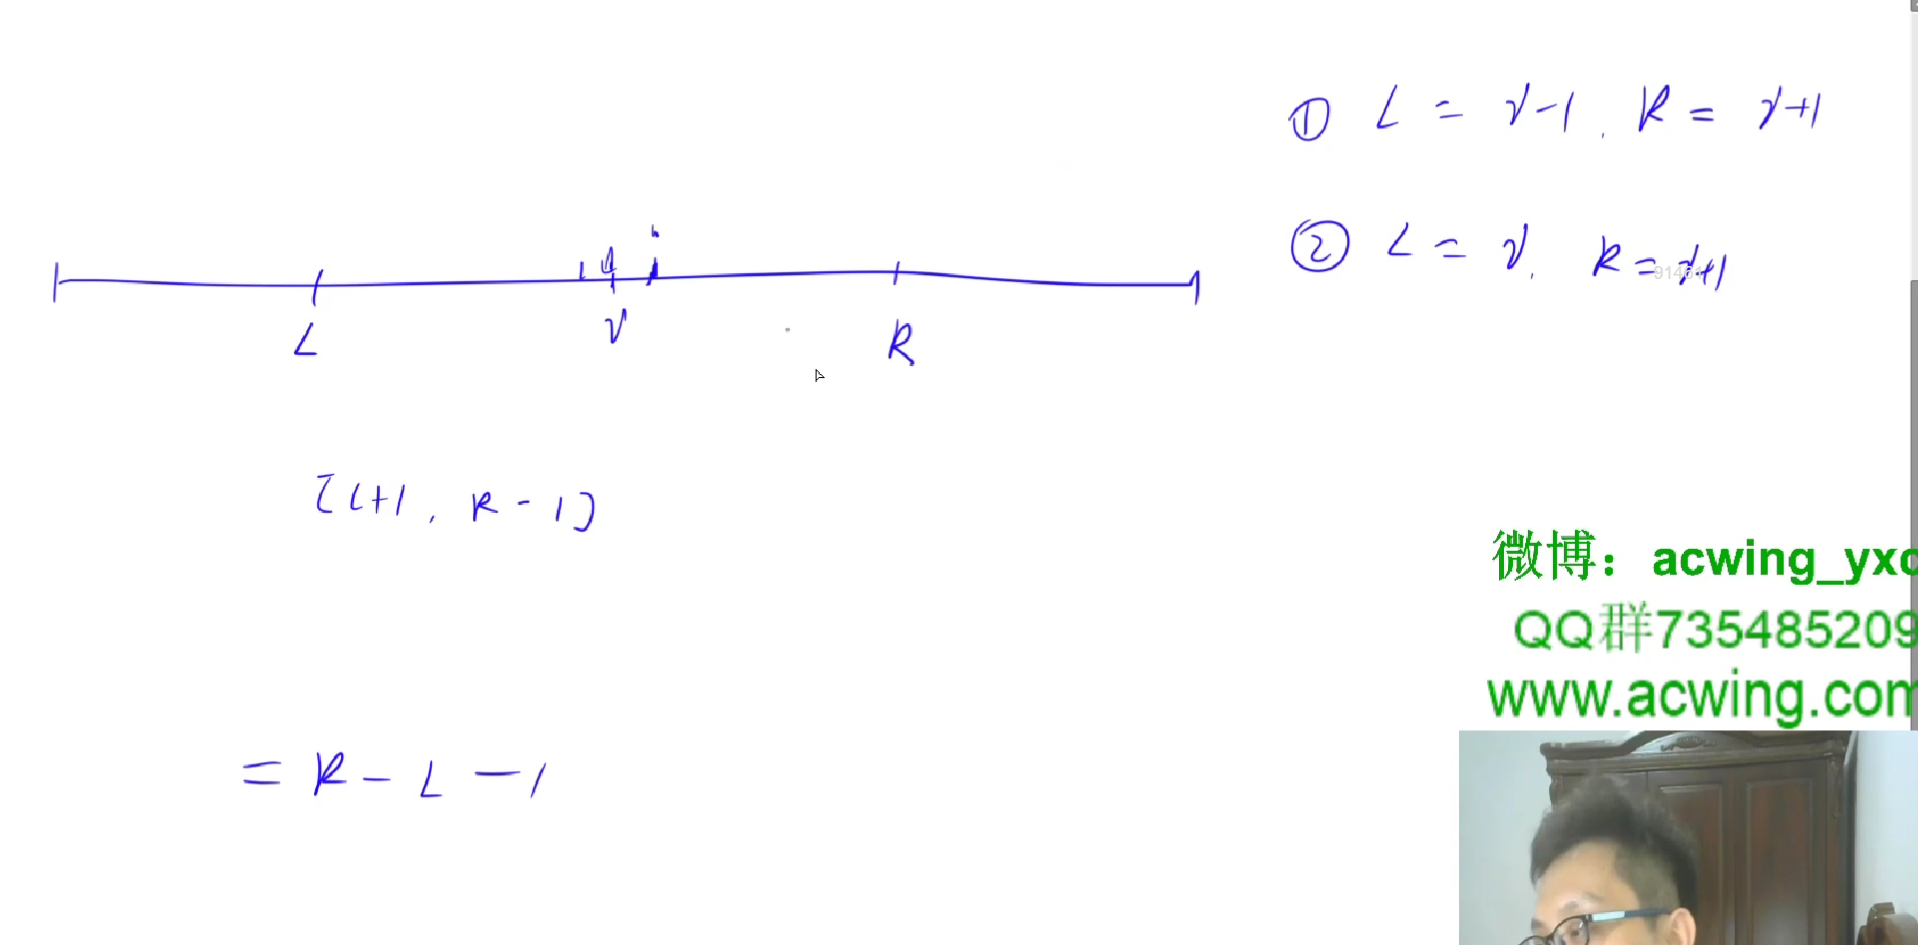 ① L = r-1. R = r+1
② L = r. R = r+1
i
L r R
[L+1, R-1]
= R - L - 1
微博：acwing_yxc
QQ群735485209
www.acwing.com